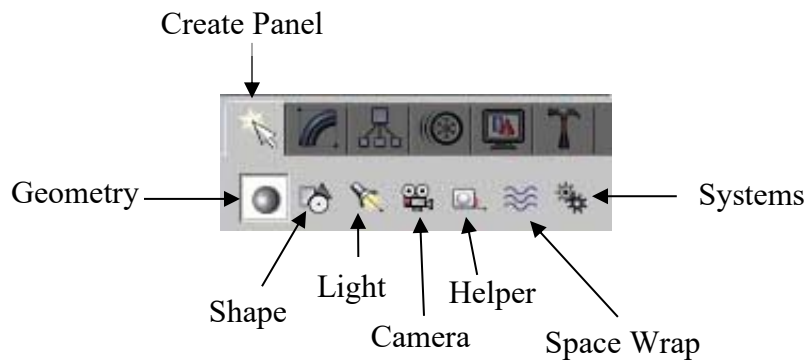 Create Panel
Geometry
Systems
Light
Helper
Shape
Camera
Space Wrap